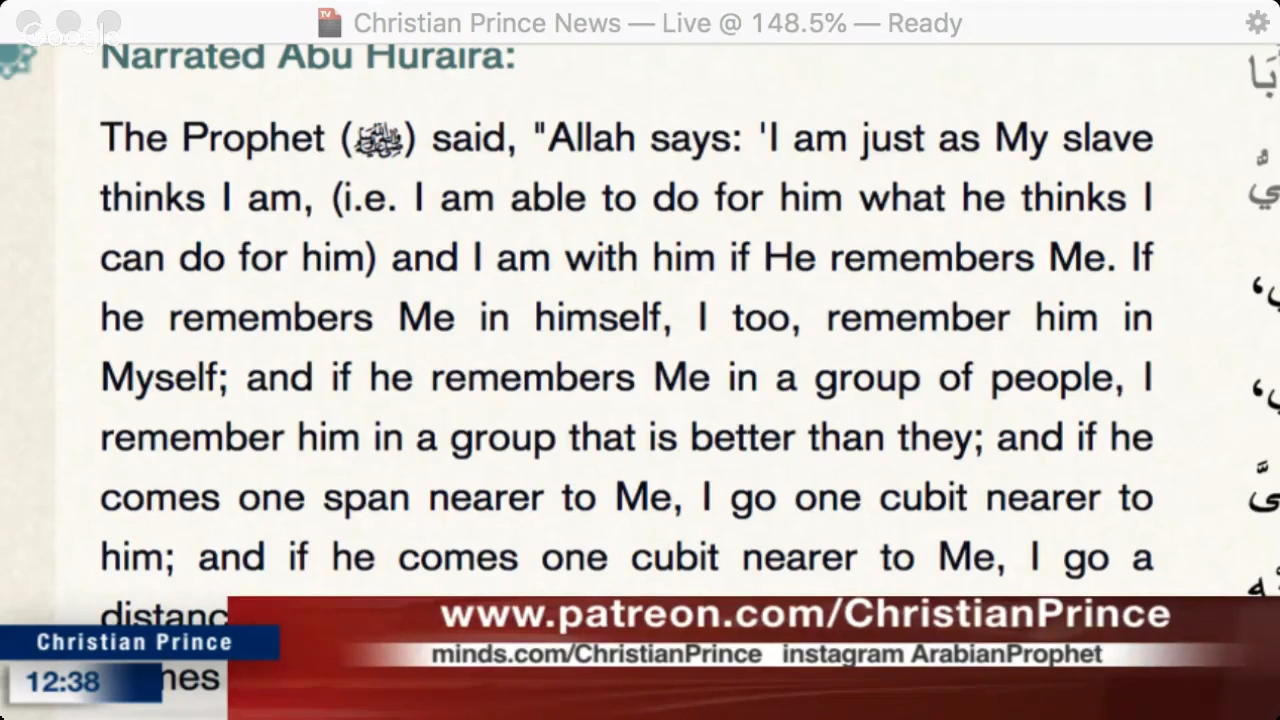 Christian Prince News — Live @ 148.5% — Ready
Google
Narrated Abu Huraira:
The Prophet (ﷺ) said, "Allah says: 'I am just as My slave
thinks I am, (i.e. I am able to do for him what he thinks I
can do for him) and I am with him if He remembers Me. If
he remembers Me in himself, I too, remember him in
Myself; and if he remembers Me in a group of people, I
remember him in a group that is better than they; and if he
comes one span nearer to Me, I go one cubit nearer to
him; and if he comes one cubit nearer to Me, I go a
www.patreon.com/ChristianPrince
Christian Prince
minds.com/ChristianPrince instagram ArabianProphet
12:38